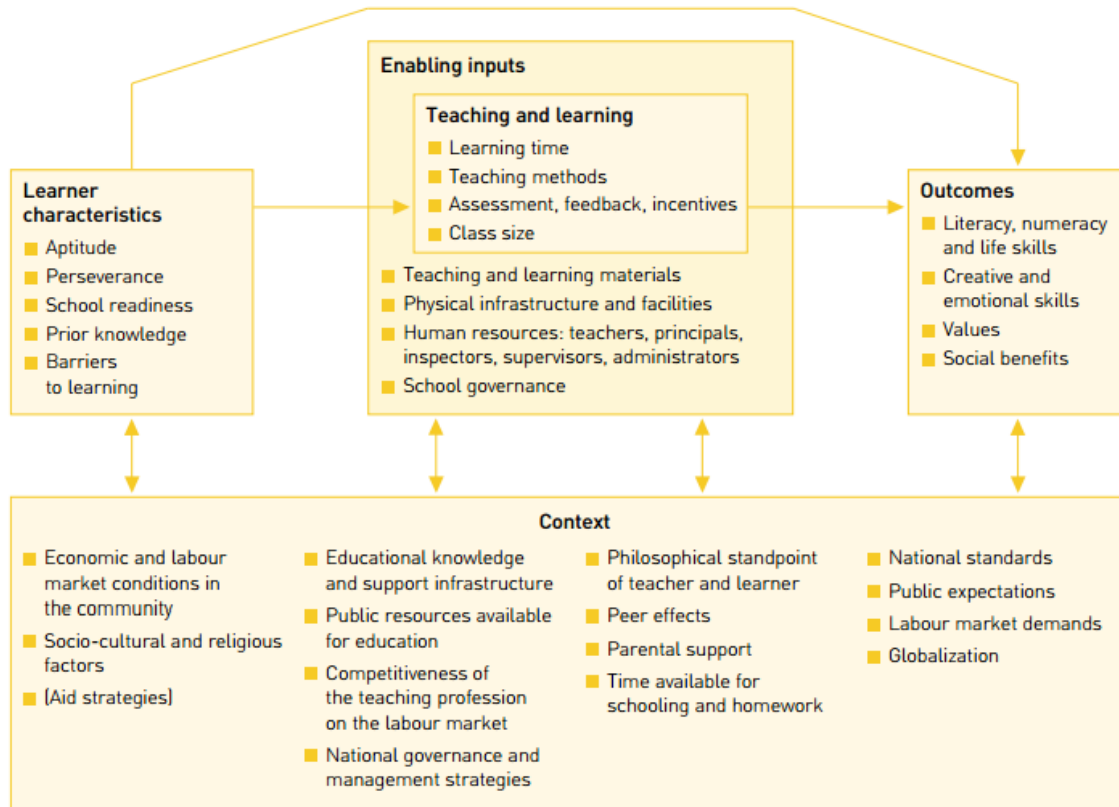 Enabling inputs
Teaching and learning
Learning time
Teaching methods
Assessment, feedback, incentives
Class size
Teaching and learning materials
Physical infrastructure and facilities
Human resources: teachers, principals,
inspectors, supervisors, administrators
School governance
Learner
characteristics
Aptitude
Perseverance
School readiness
Prior knowledge
Barriers
to learning
Outcomes
Literacy, numeracy
and life skills
Creative and
emotional skills
Values
Social benefits
Context
Economic and labour
market conditions in
the community
Socio-cultural and religious
factors
(Aid strategies)
Educational knowledge
and support infrastructure
Public resources available
for education
Competitiveness of
the teaching profession
on the labour market
National governance and
management strategies
Philosophical standpoint
of teacher and learner
Peer effects
Parental support
Time available for
schooling and homework
National standards
Public expectations
Labour market demands
Globalization